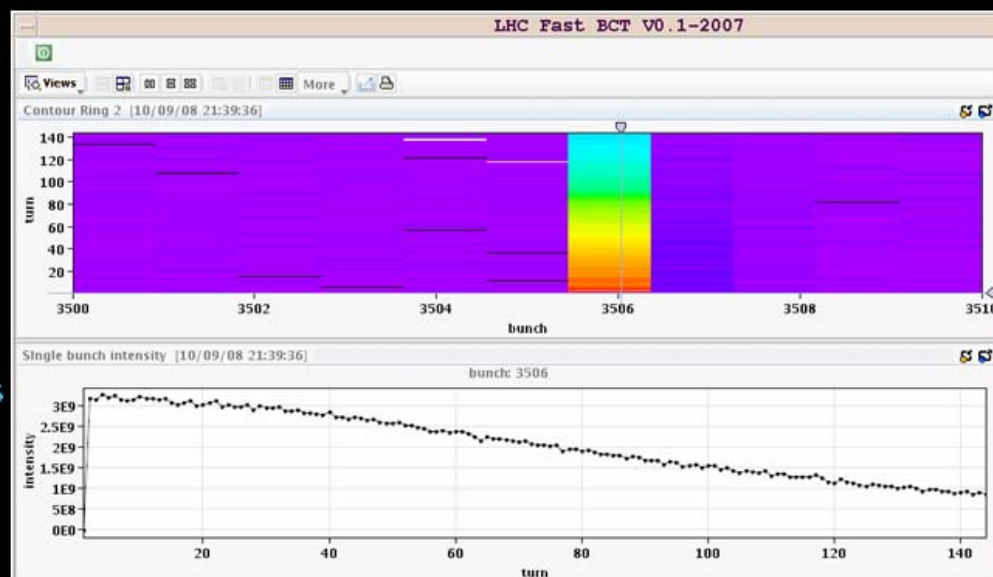 LHC Fast BCT V0.1-2007
Views More
Contour Ring 2 [10/09/08 21:39:36]
140
120
100
80
60
40
20
turn
3500 3502 3504 3506 3508 3510
bunch
SIngle bunch intensity [10/09/08 21:39:36]
bunch: 3506
3E9
2.5E9
2E9
1.5E9
1E9
5E8
0E0
intensity
20 40 60 80 100 120 140
turn